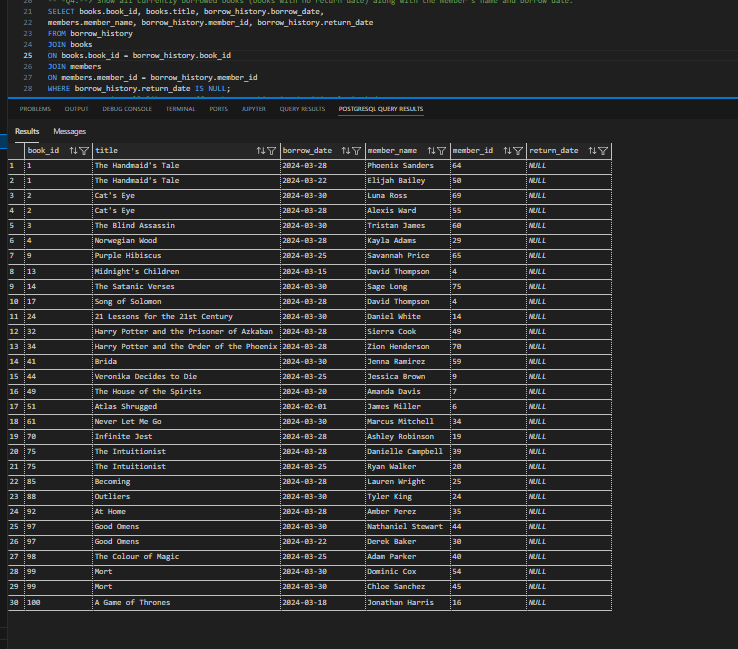 -- Q4.--> Show all currently borrowed books (books with no return date) along with the member's name and borrow date.
21 SELECT books.book_id, books.title, borrow_history.borrow_date,
22 members.member_name, borrow_history.member_id, borrow_history.return_date
23 FROM borrow_history
24 JOIN books
25 ON books.book_id = borrow_history.book_id
26 JOIN members
27 ON members.member_id = borrow_history.member_id
28 WHERE borrow_history.return_date IS NULL;
PROBLEMS OUTPUT DEBUG CONSOLE TERMINAL PORTS JUPYTER QUERY RESULTS POSTGRESQL QUERY RESULTS
Results Messages
book_id title borrow_date member_name member_id return_date
1 1 The Handmaid's Tale 2024-03-28 Phoenix Sanders 64 NULL
2 1 The Handmaid's Tale 2024-03-22 Elijah Bailey 50 NULL
3 2 Cat's Eye 2024-03-30 Luna Ross 69 NULL
4 2 Cat's Eye 2024-03-28 Alexis Ward 55 NULL
5 3 The Blind Assassin 2024-03-30 Tristan James 60 NULL
6 4 Norwegian Wood 2024-03-28 Kayla Adams 29 NULL
7 9 Purple Hibiscus 2024-03-25 Savannah Price 65 NULL
8 13 Midnight's Children 2024-03-15 David Thompson 4 NULL
9 14 The Satanic Verses 2024-03-30 Sage Long 75 NULL
10 17 Song of Solomon 2024-03-28 David Thompson 4 NULL
11 24 21 Lessons for the 21st Century 2024-03-30 Daniel White 14 NULL
12 32 Harry Potter and the Prisoner of Azkaban 2024-03-28 Sierra Cook 49 NULL
13 34 Harry Potter and the Order of the Phoenix 2024-03-28 Zion Henderson 70 NULL
14 41 Brida 2024-03-30 Jenna Ramirez 59 NULL
15 44 Veronika Decides to Die 2024-03-25 Jessica Brown 9 NULL
16 49 The House of the Spirits 2024-03-20 Amanda Davis 7 NULL
17 51 Atlas Shrugged 2024-02-01 James Miller 6 NULL
18 61 Never Let Me Go 2024-03-30 Marcus Mitchell 34 NULL
19 70 Infinite Jest 2024-03-28 Ashley Robinson 19 NULL
20 75 The Intuitionist 2024-03-28 Danielle Campbell 39 NULL
21 75 The Intuitionist 2024-03-25 Ryan Walker 20 NULL
22 85 Becoming 2024-03-28 Lauren Wright 25 NULL
23 88 Outliers 2024-03-30 Tyler King 24 NULL
24 92 At Home 2024-03-28 Amber Perez 35 NULL
25 97 Good Omens 2024-03-30 Nathaniel Stewart 44 NULL
26 97 Good Omens 2024-03-22 Derek Baker 30 NULL
27 98 The Colour of Magic 2024-03-25 Adam Parker 40 NULL
28 99 Mort 2024-03-30 Dominic Cox 54 NULL
29 99 Mort 2024-03-30 Chloe Sanchez 45 NULL
30 100 A Game of Thrones 2024-03-18 Jonathan Harris 16 NULL